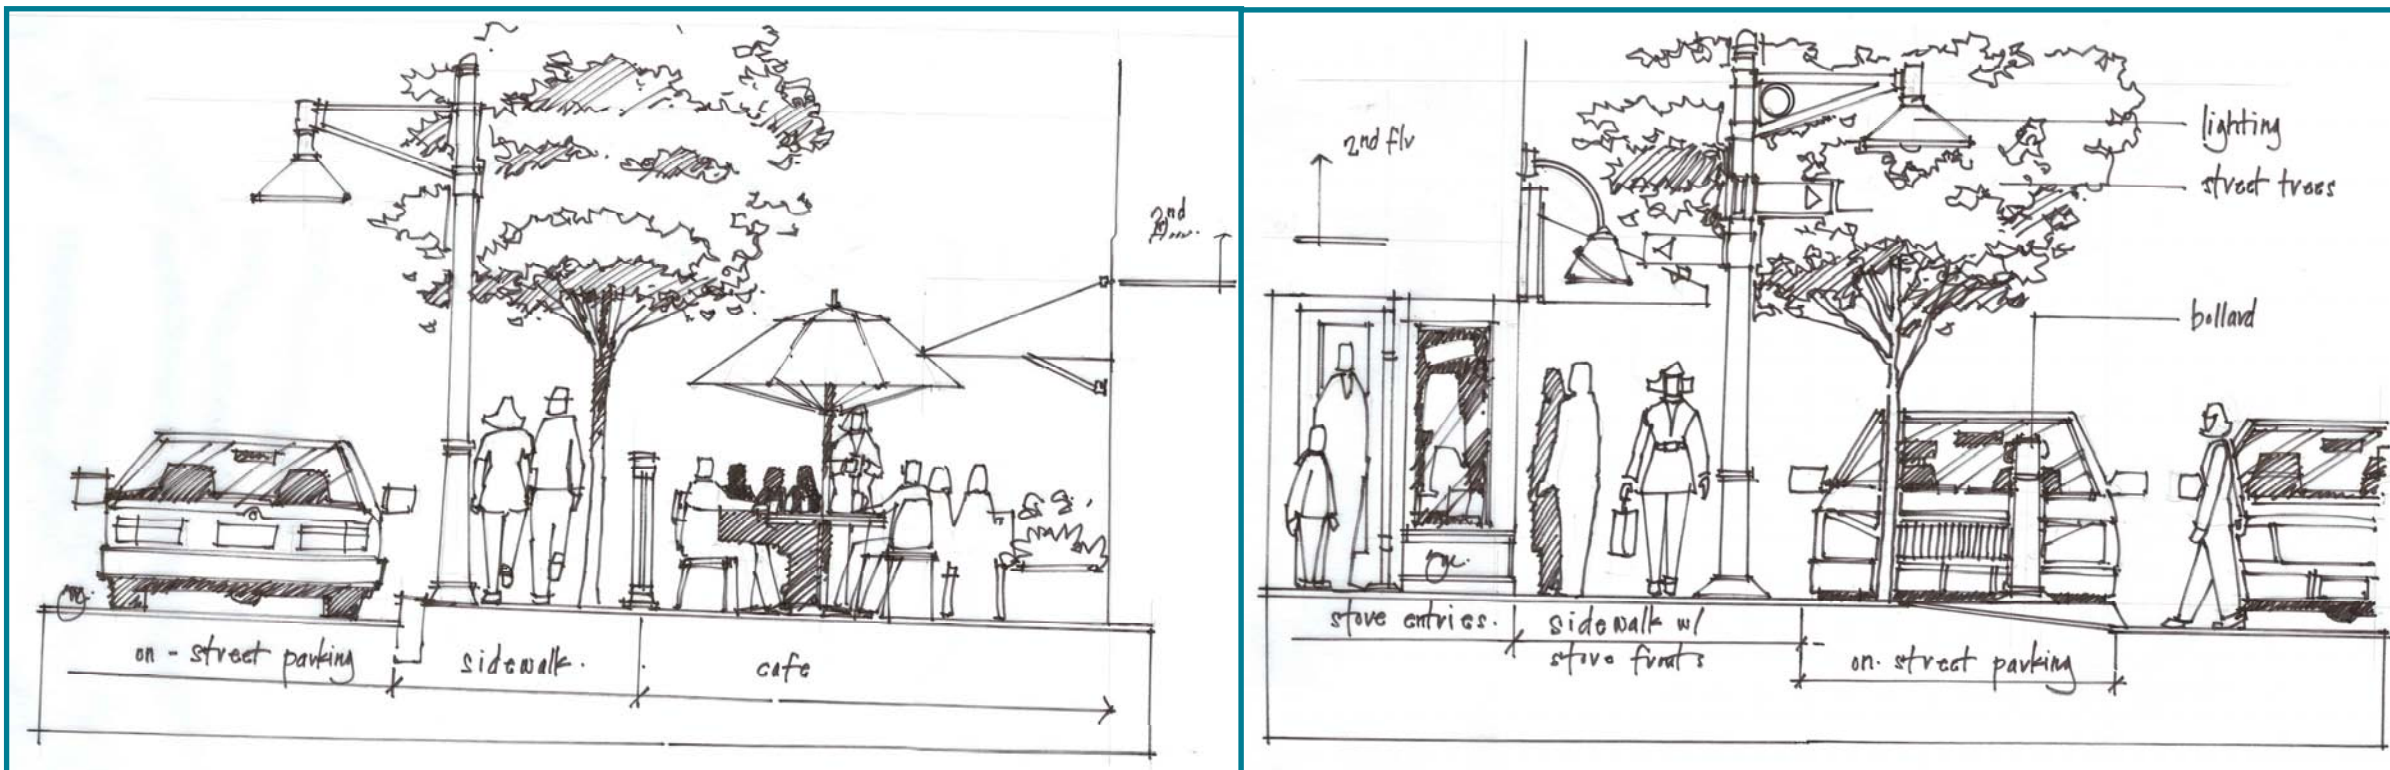 2nd
on-street parking
sidewalk.
cafe
2nd flr
lighting
street trees
bollard
store entries.
sidewalk w/
store fronts
on-street parking